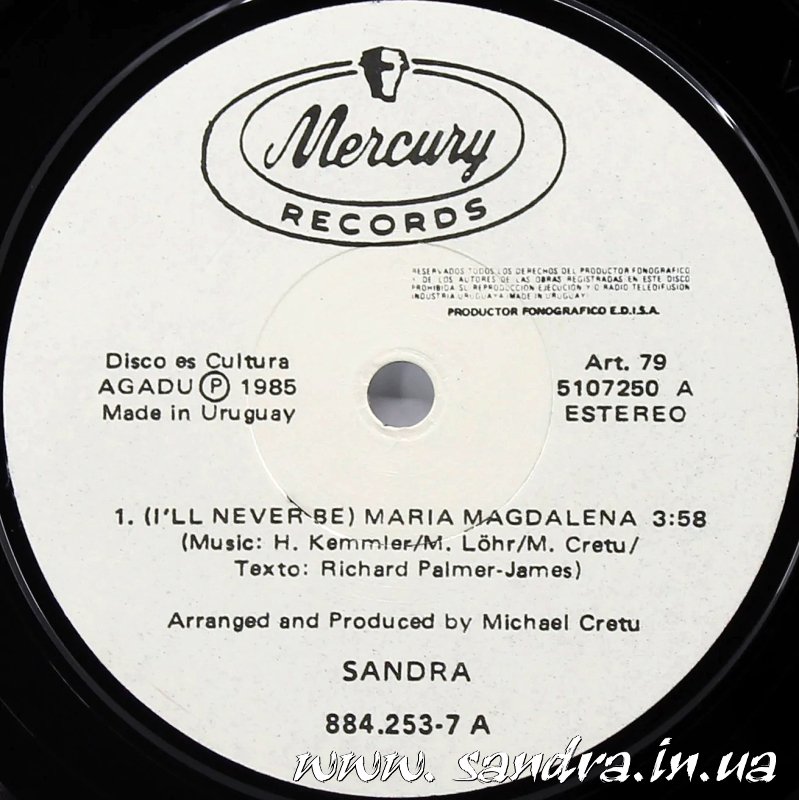 Mercury
RECORDS
RESERVADOS TODOS LOS DERECHOS DEL PRODUCTOR FONOGRAFICO
Y DE LOS AUTORES DE LAS OBRAS REGISTRADAS EN ESTE DISCO
PROHIBIDA SU REPRODUCCION EJECUCION Y/O RADIO TELEDIFUSION
INDUSTRIA URUGUAYA (MADE IN URUGUAY)
PRODUCTOR FONOGRAFICO E.D.I.S.A.
Disco es Cultura
AGADU Ⓟ 1985
Made in Uruguay
Art. 79
5107250 A
ESTEREO
1. (I'LL NEVER BE) MARIA MAGDALENA 3:58
(Music: H. Kemmler/M. Löhr/M. Cretu/
Texto: Richard Palmer-James)
Arranged and Produced by Michael Cretu
SANDRA
884.253-7 A
www.sandra.in.ua